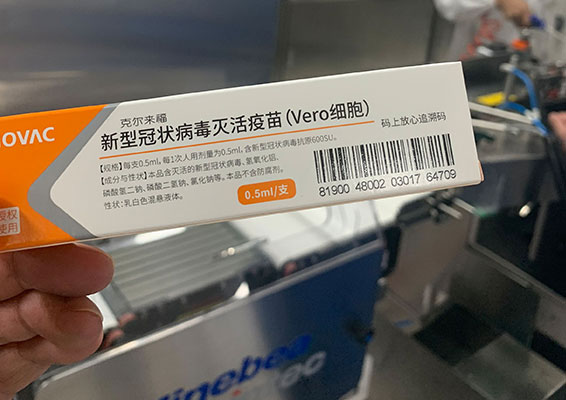 OVAC
克尔来福
新型冠状病毒灭活疫苗(Vero细胞)
码上放心追溯码
【规格】每支0.5ml,每1次人用剂量为0.5ml,含新型冠状病毒抗原600SU。
【成分与性状】本品含灭活的新型冠状病毒、氢氧化铝、
磷酸氢二钠、磷酸二氢钠、氯化钠等。本品不含防腐剂。
性状:乳白色混悬液体。
0.5ml/支
81900 48002 03017 64709
授权
使用
Minebea